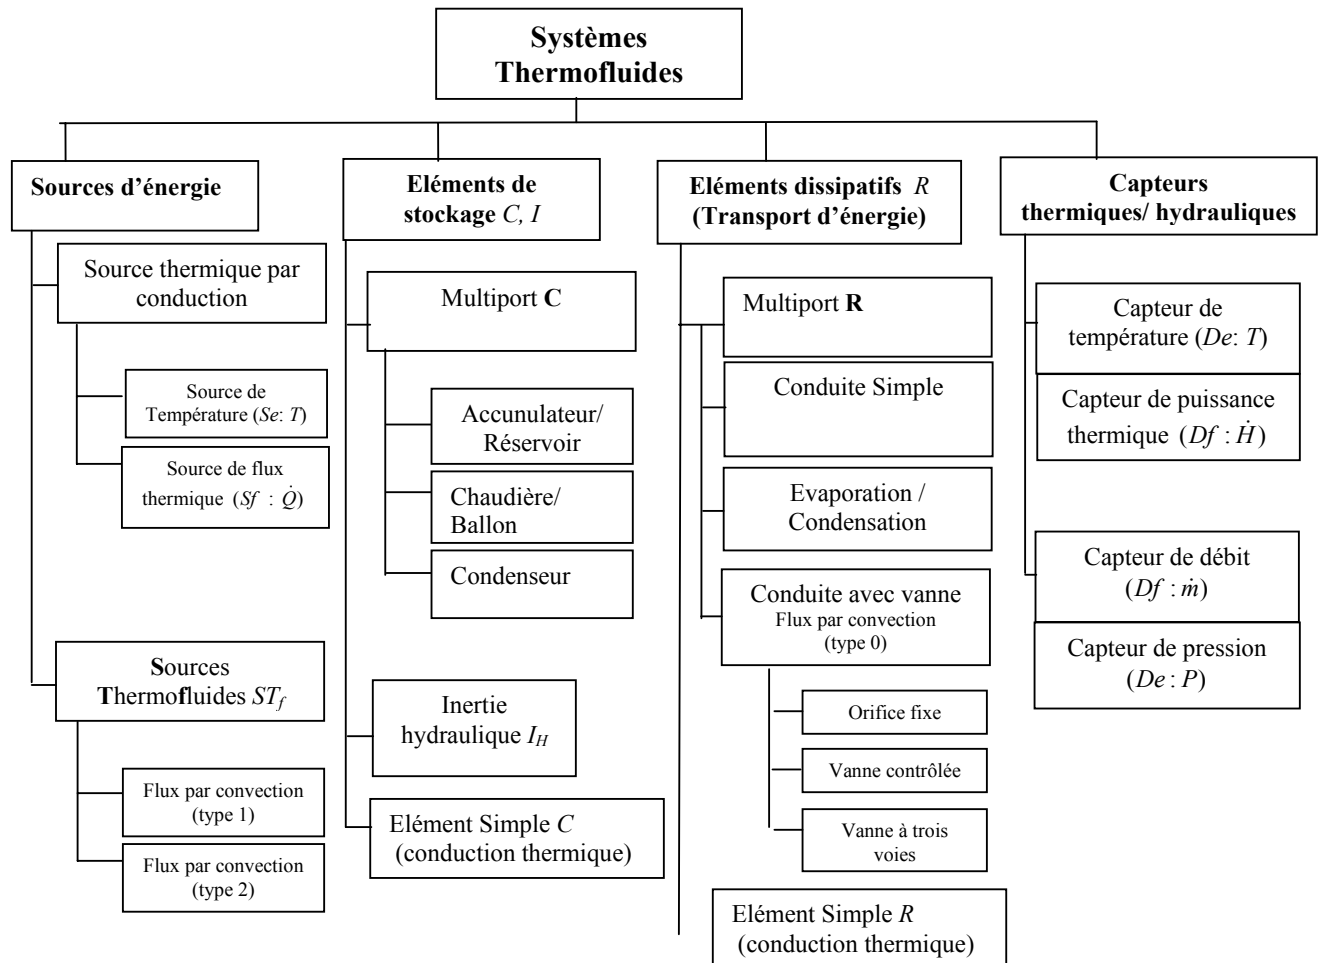 Systèmes
Thermofluides
Sources d'énergie
Eléments de
stockage C, I
Eléments dissipatifs R
(Transport d'énergie)
Capteurs
thermiques/ hydrauliques
Source thermique par
conduction
Source de
Température (Se: T)
Source de flux
thermique (Sf : Q̇)
Sources
Thermofluides STf
Flux par convection
(type 1)
Flux par convection
(type 2)
Multiport C
Accunulateur/
Réservoir
Chaudière/
Ballon
Condenseur
Inertie
hydraulique IH
Elément Simple C
(conduction thermique)
Multiport R
Conduite Simple
Evaporation /
Condensation
Conduite avec vanne
Flux par convection
(type 0)
Orifice fixe
Vanne contrôlée
Vanne à trois
voies
Elément Simple R
(conduction thermique)
Capteur de
température (De: T)
Capteur de puissance
thermique (Df : Ḣ)
Capteur de débit
(Df : ṁ)
Capteur de pression
(De : P)